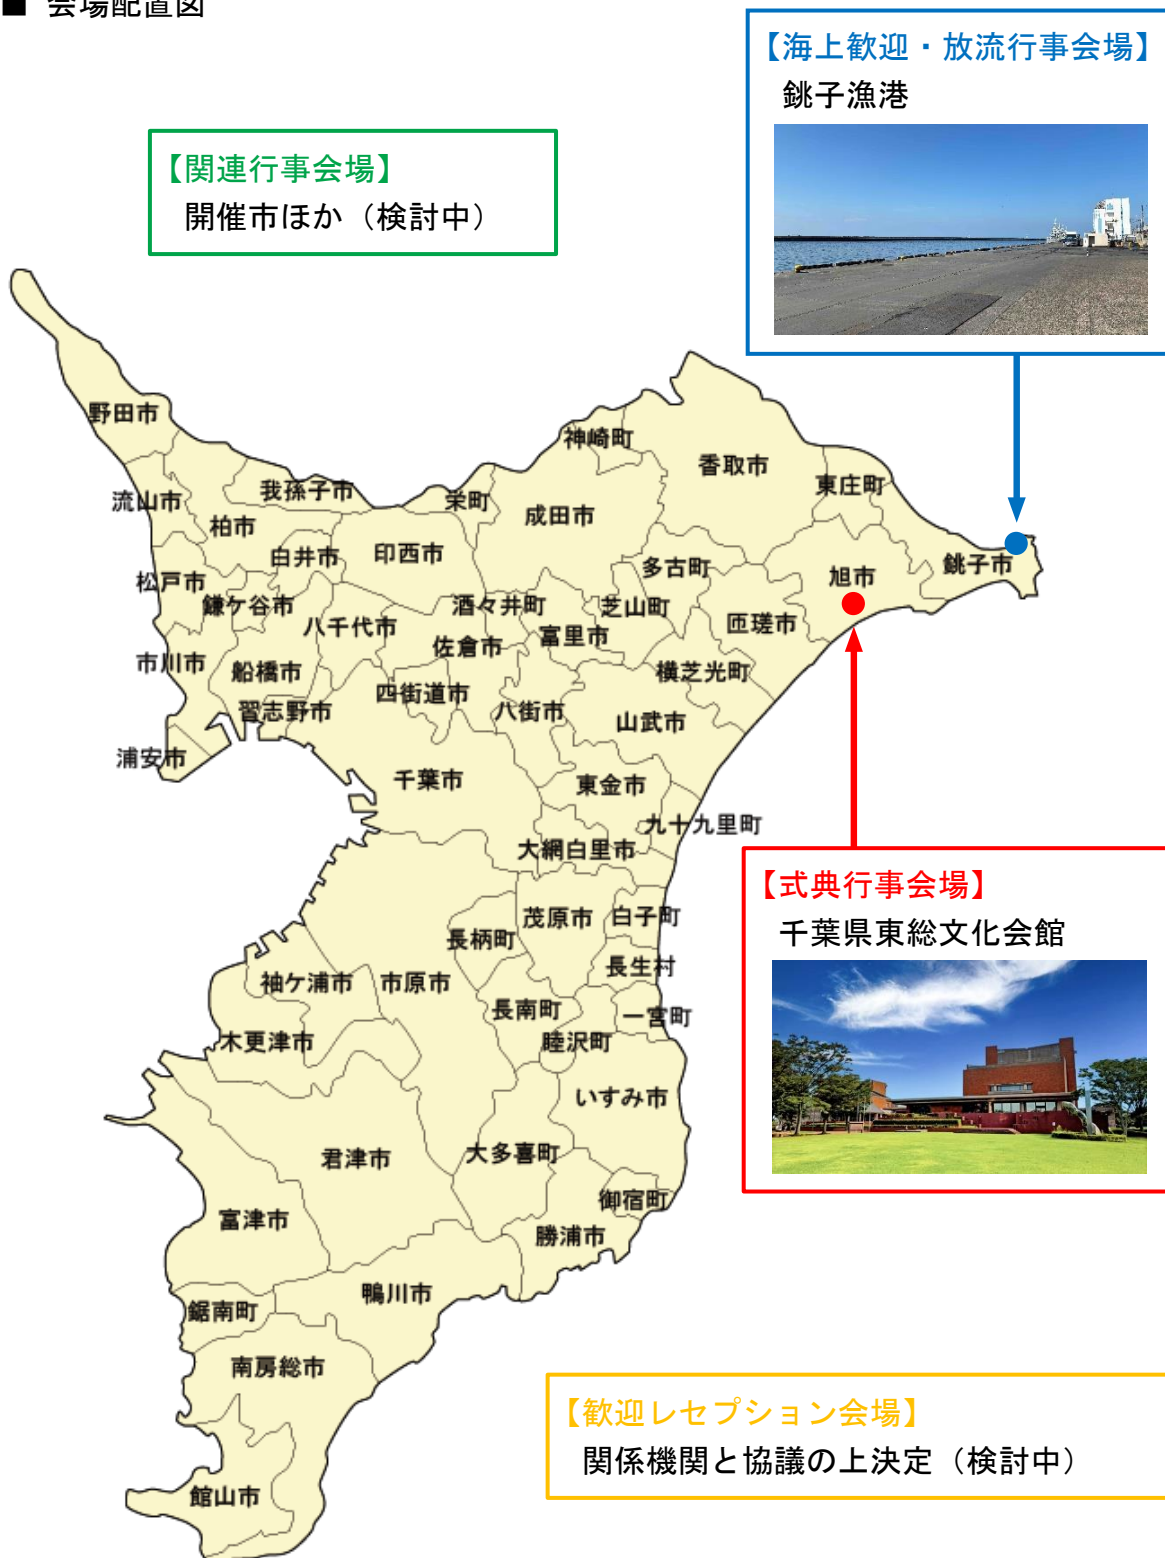 ■ 会場配置図
【海上歓迎・放流行事会場】
銚子漁港
【関連行事会場】
開催市ほか（検討中）
野田市
神崎町
香取市
東庄町
流山市
我孫子市
栄町
成田市
柏市
白井市
印西市
多古町
旭市
銚子市
松戸市
鎌ケ谷市
八千代市
酒々井町
芝山町
匝瑳市
佐倉市
富里市
市川市
船橋市
四街道市
横芝光町
習志野市
八街市
山武市
浦安市
千葉市
東金市
九十九里町
大網白里市
【式典行事会場】
千葉県東総文化会館
茂原市
白子町
長柄町
長生村
袖ケ浦市
市原市
長南町
一宮町
木更津市
睦沢町
いすみ市
君津市
大多喜町
御宿町
富津市
勝浦市
鴨川市
鋸南町
南房総市
館山市
【歓迎レセプション会場】
関係機関と協議の上決定（検討中）